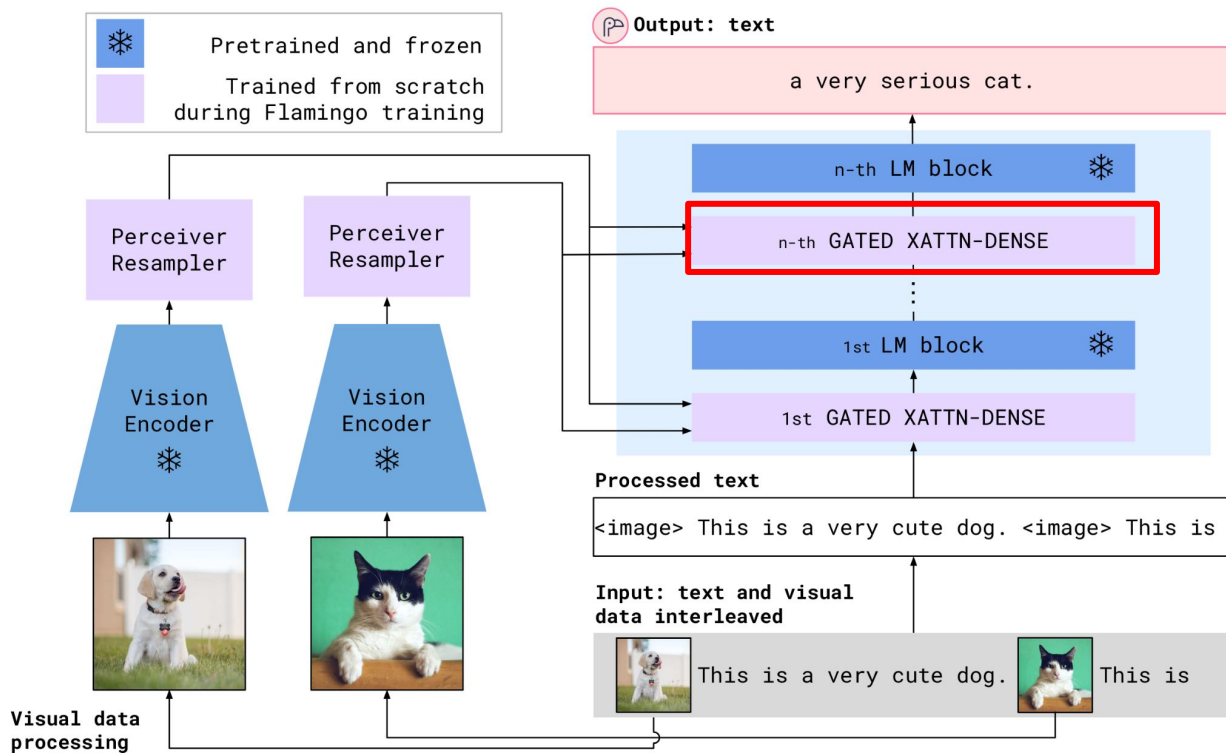 Pretrained and frozen
Trained from scratch
during Flamingo training
Output: text
a very serious cat.
n-th LM block
n-th GATED XATTN-DENSE
1st LM block
1st GATED XATTN-DENSE
Perceiver
Resampler
Perceiver
Resampler
Vision
Encoder
Vision
Encoder
Processed text
<image> This is a very cute dog. <image> This is
Input: text and visual
data interleaved
This is a very cute dog. This is
Visual data
processing